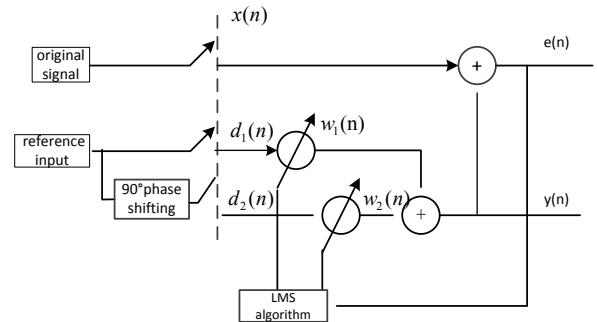 x(n)
e(n)
original
signal
+
reference
input
d₁(n)
w₁(n)
90°phase
shifting
d₂(n)
w₂(n)
+
y(n)
LMS
algorithm